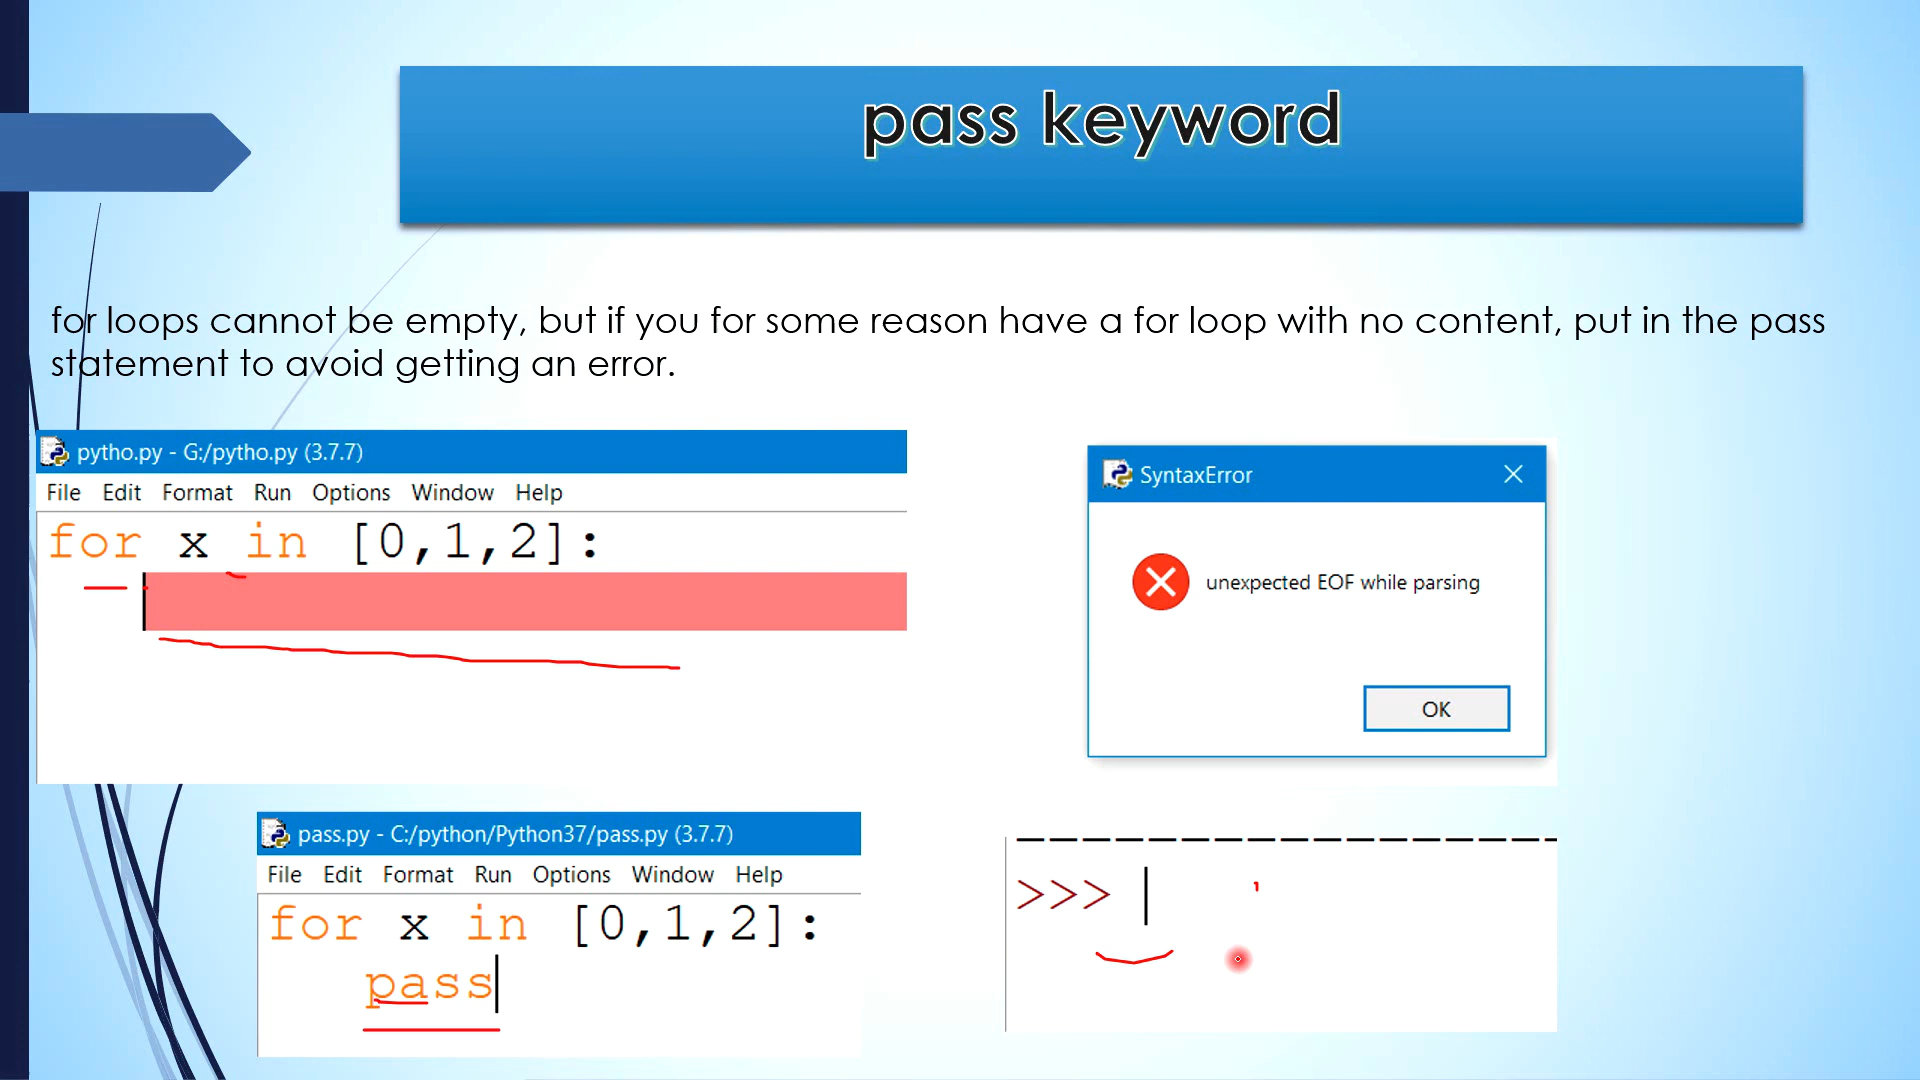 pass keyword
for loops cannot be empty, but if you for some reason have a for loop with no content, put in the pass
statement to avoid getting an error.
pytho.py - G:/pytho.py (3.7.7)
File Edit Format Run Options Window Help
for x in [0,1,2]:
SyntaxError
unexpected EOF while parsing
OK
pass.py - C:/python/Python37/pass.py (3.7.7)
File Edit Format Run Options Window Help
for x in [0,1,2]:
pass
>>>